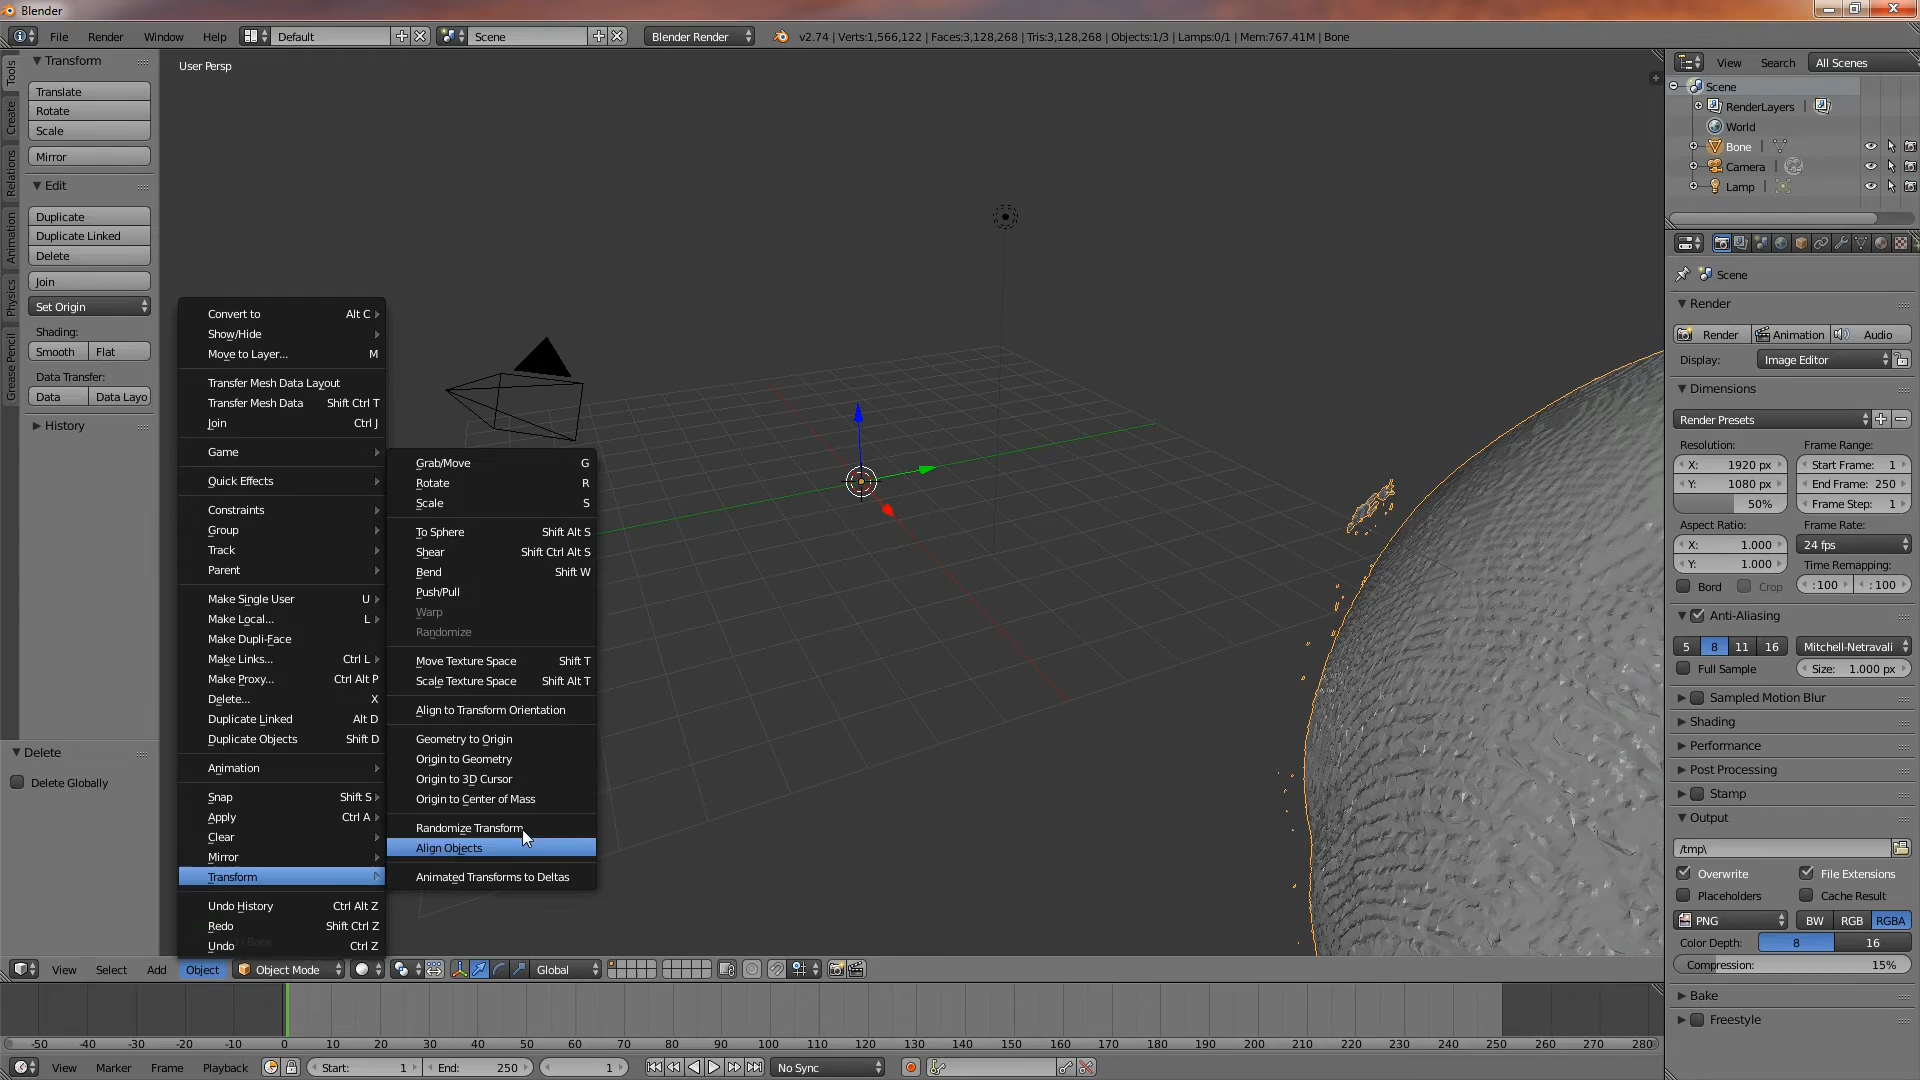 Blender
File Render Window Help Default Scene Blender Render v2.74 | Verts:1,566,122 | Faces:3,128,268 | Tris:3,128,268 | Objects:1/3 | Lamps:0/1 | Mem:767.41M | Bone
Tools
Create
Relations
Animation
Physics
Grease Pencil
Transform
Translate
Rotate
Scale
Mirror
Edit
Duplicate
Duplicate Linked
Delete
Join
Set Origin
Shading:
Smooth Flat
Data Transfer:
Data Data Layo
History
Delete
Delete Globally
User Persp
Convert to Alt C
Show/Hide
Move to Layer... M
Transfer Mesh Data Layout
Transfer Mesh Data Shift Ctrl T
Join Ctrl J
Game
Quick Effects
Constraints
Group
Track
Parent
Make Single User U
Make Local... L
Make Dupli-Face
Make Links... Ctrl L
Make Proxy... Ctrl Alt P
Delete... X
Duplicate Linked Alt D
Duplicate Objects Shift D
Animation
Snap Shift S
Apply Ctrl A
Clear
Mirror
Transform
Undo History Ctrl Alt Z
Redo Shift Ctrl Z
Undo Ctrl Z
Grab/Move G
Rotate R
Scale S
To Sphere Shift Alt S
Shear Shift Ctrl Alt S
Bend Shift W
Push/Pull
Warp
Randomize
Move Texture Space Shift T
Scale Texture Space Shift Alt T
Align to Transform Orientation
Geometry to Origin
Origin to Geometry
Origin to 3D Cursor
Origin to Center of Mass
Randomize Transform
Align Objects
Animated Transforms to Deltas
View Select Add Object Object Mode Global
-50 -40 -30 -20 -10 0 10 20 30 40 50 60 70 80 90 100 110 120 130 140 150 160 170 180 190 200 210 220 230 240 250 260 270 280
View Marker Frame Playback Start: 1 End: 250 1 No Sync
View Search All Scenes
Scene
RenderLayers |
World
Bone |
Camera |
Lamp |
Scene
Render
Render Animation Audio
Display: Image Editor
Dimensions
Render Presets
Resolution: Frame Range:
X: 1920 px Start Frame: 1
Y: 1080 px End Frame: 250
50% Frame Step: 1
Aspect Ratio: Frame Rate:
X: 1.000 24 fps
Y: 1.000 Time Remapping:
Bord Crop :100 :100
Anti-Aliasing
5 8 11 16 Mitchell-Netravali
Full Sample Size: 1.000 px
Sampled Motion Blur
Shading
Performance
Post Processing
Stamp
Output
/tmp\
Overwrite File Extensions
Placeholders Cache Result
PNG BW RGB RGBA
Color Depth: 8 16
Compression: 15%
Bake
Freestyle